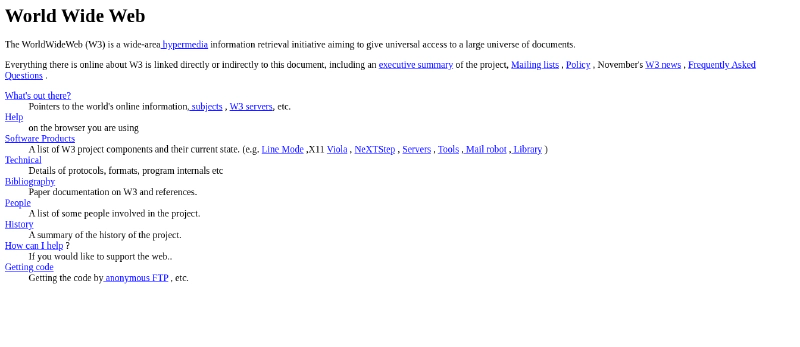 World Wide Web
The WorldWideWeb (W3) is a wide-area hypermedia information retrieval initiative aiming to give universal access to a large universe of documents.
Everything there is online about W3 is linked directly or indirectly to this document, including an executive summary of the project, Mailing lists , Policy , November's W3 news , Frequently Asked
Questions .
What's out there?
Pointers to the world's online information, subjects , W3 servers, etc.
Help
on the browser you are using
Software Products
A list of W3 project components and their current state. (e.g. Line Mode ,X11 Viola , NeXTStep , Servers , Tools , Mail robot , Library )
Technical
Details of protocols, formats, program internals etc
Bibliography
Paper documentation on W3 and references.
People
A list of some people involved in the project.
History
A summary of the history of the project.
How can I help ?
If you would like to support the web..
Getting code
Getting the code by anonymous FTP , etc.